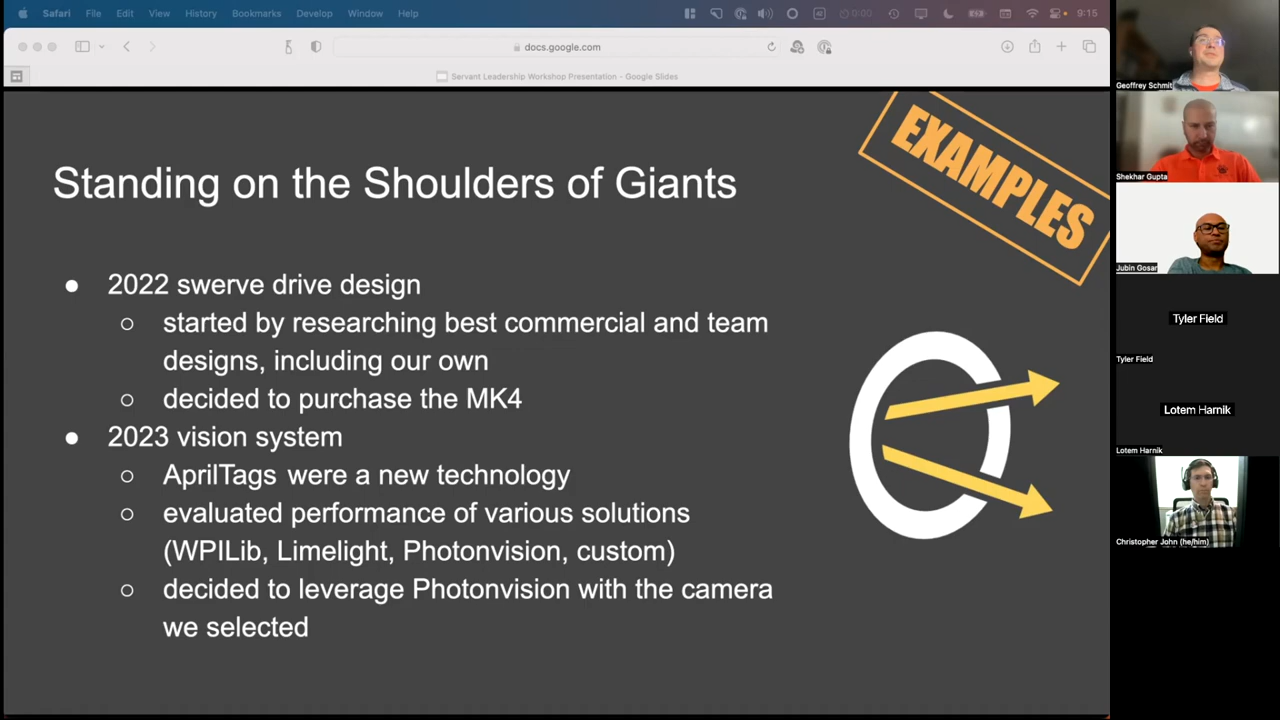 Safari File Edit View History Bookmarks Develop Window Help 0:00 9:15
docs.google.com
Servant Leadership Workshop Presentation - Google Slides
EXAMPLES
Standing on the Shoulders of Giants
2022 swerve drive design
started by researching best commercial and team
designs, including our own
decided to purchase the MK4
2023 vision system
AprilTags were a new technology
evaluated performance of various solutions
(WPILib, Limelight, Photonvision, custom)
decided to leverage Photonvision with the camera
we selected
Geoffrey Schmit
Shekhar Gupta
Jubin Gosar
Tyler Field
Tyler Field
Lotem Harnik
Lotem Harnik
Christopher John (he/him)